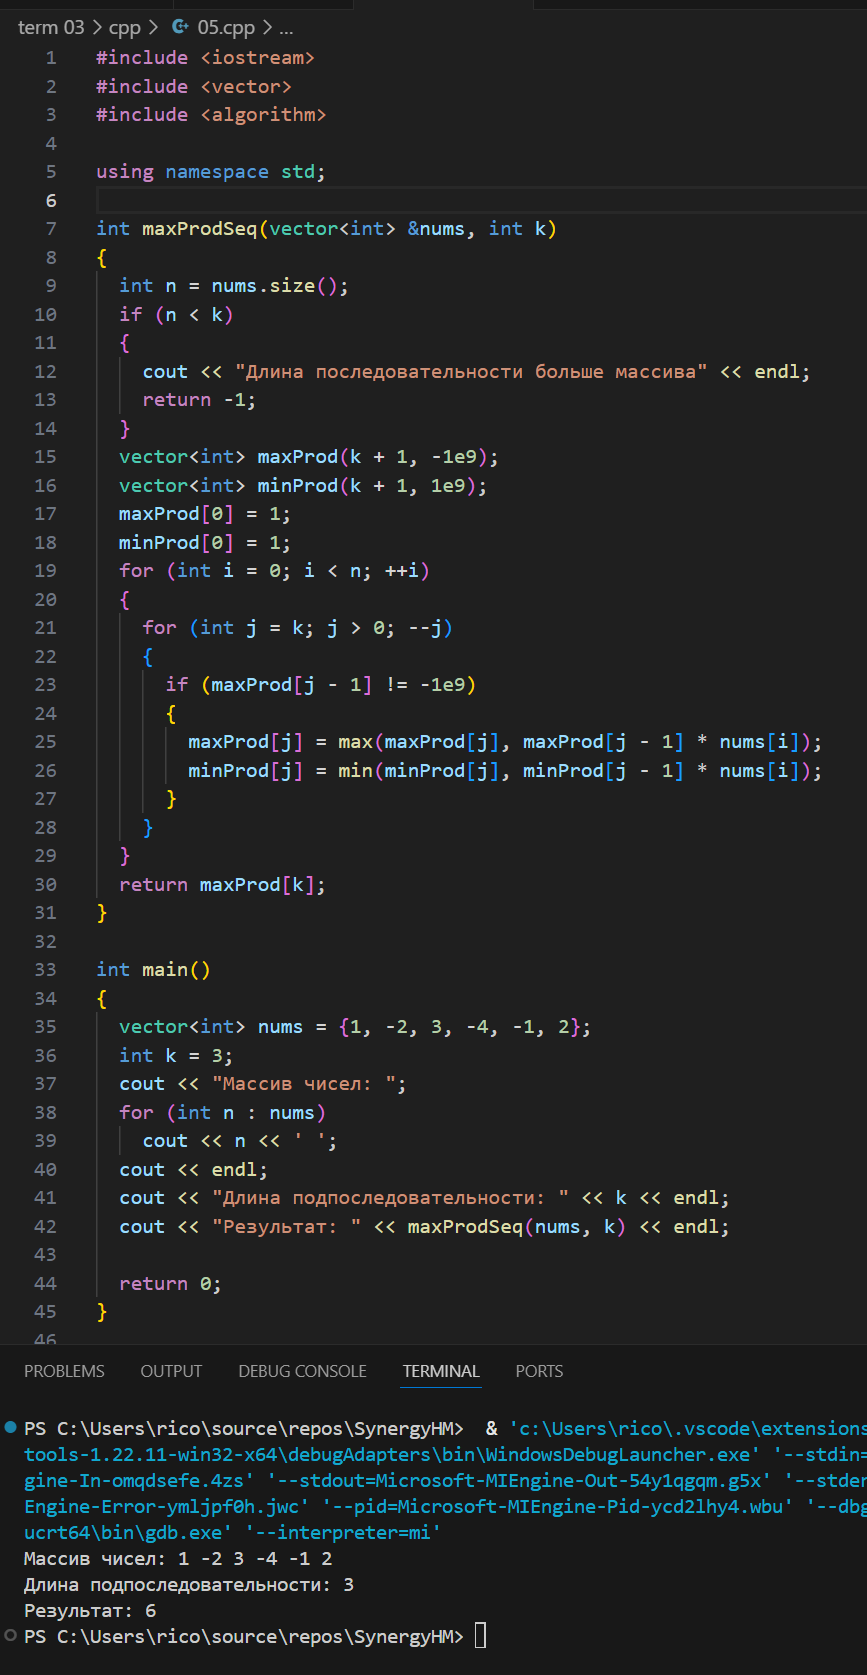 term 03 > cpp > 05.cpp > ...
1 #include <iostream>
2 #include <vector>
3 #include <algorithm>
4
5 using namespace std;
6
7 int maxProdSeq(vector<int> &nums, int k)
8 {
9 int n = nums.size();
10 if (n < k)
11 {
12 cout << "Длина последовательности больше массива" << endl;
13 return -1;
14 }
15 vector<int> maxProd(k + 1, -1e9);
16 vector<int> minProd(k + 1, 1e9);
17 maxProd[0] = 1;
18 minProd[0] = 1;
19 for (int i = 0; i < n; ++i)
20 {
21 for (int j = k; j > 0; --j)
22 {
23 if (maxProd[j - 1] != -1e9)
24 {
25 maxProd[j] = max(maxProd[j], maxProd[j - 1] * nums[i]);
26 minProd[j] = min(minProd[j], minProd[j - 1] * nums[i]);
27 }
28 }
29 }
30 return maxProd[k];
31 }
32
33 int main()
34 {
35 vector<int> nums = {1, -2, 3, -4, -1, 2};
36 int k = 3;
37 cout << "Массив чисел: ";
38 for (int n : nums)
39 cout << n << ' ';
40 cout << endl;
41 cout << "Длина подпоследовательности: " << k << endl;
42 cout << "Результат: " << maxProdSeq(nums, k) << endl;
43
44 return 0;
45 }
46
PROBLEMS OUTPUT DEBUG CONSOLE TERMINAL PORTS
PS C:\Users\rico\source\repos\SynergyHM> & 'c:\Users\rico\.vscode\extensions
tools-1.22.11-win32-x64\debugAdapters\bin\WindowsDebugLauncher.exe' '--stdin=
gine-In-omqdsefe.4zs' '--stdout=Microsoft-MIEngine-Out-54y1qgqm.g5x' '--stder
Engine-Error-ymljpf0h.jwc' '--pid=Microsoft-MIEngine-Pid-ycd2lhy4.wbu' '--dbg
ucrt64\bin\gdb.exe' '--interpreter=mi'
Массив чисел: 1 -2 3 -4 -1 2
Длина подпоследовательности: 3
Результат: 6
PS C:\Users\rico\source\repos\SynergyHM>